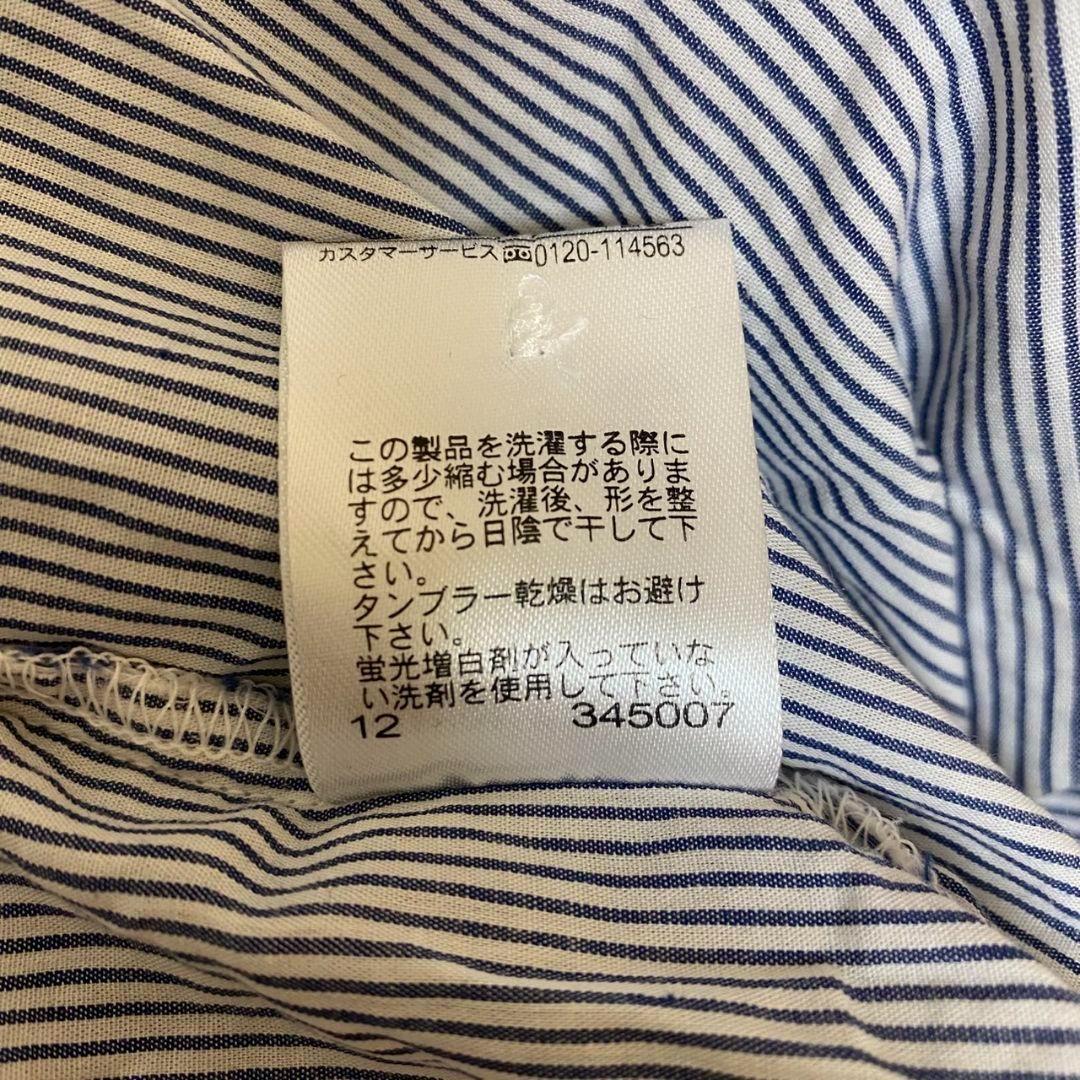 カスタマーサービス 0120-114563
この製品を洗濯する際に
は多少縮む場合がありま
すので、洗濯後、形を整
えてから日陰で干して下
さい。
タンブラー乾燥はお避け
下さい。
蛍光増白剤が入っていな
い洗剤を使用して下さい。
12 345007